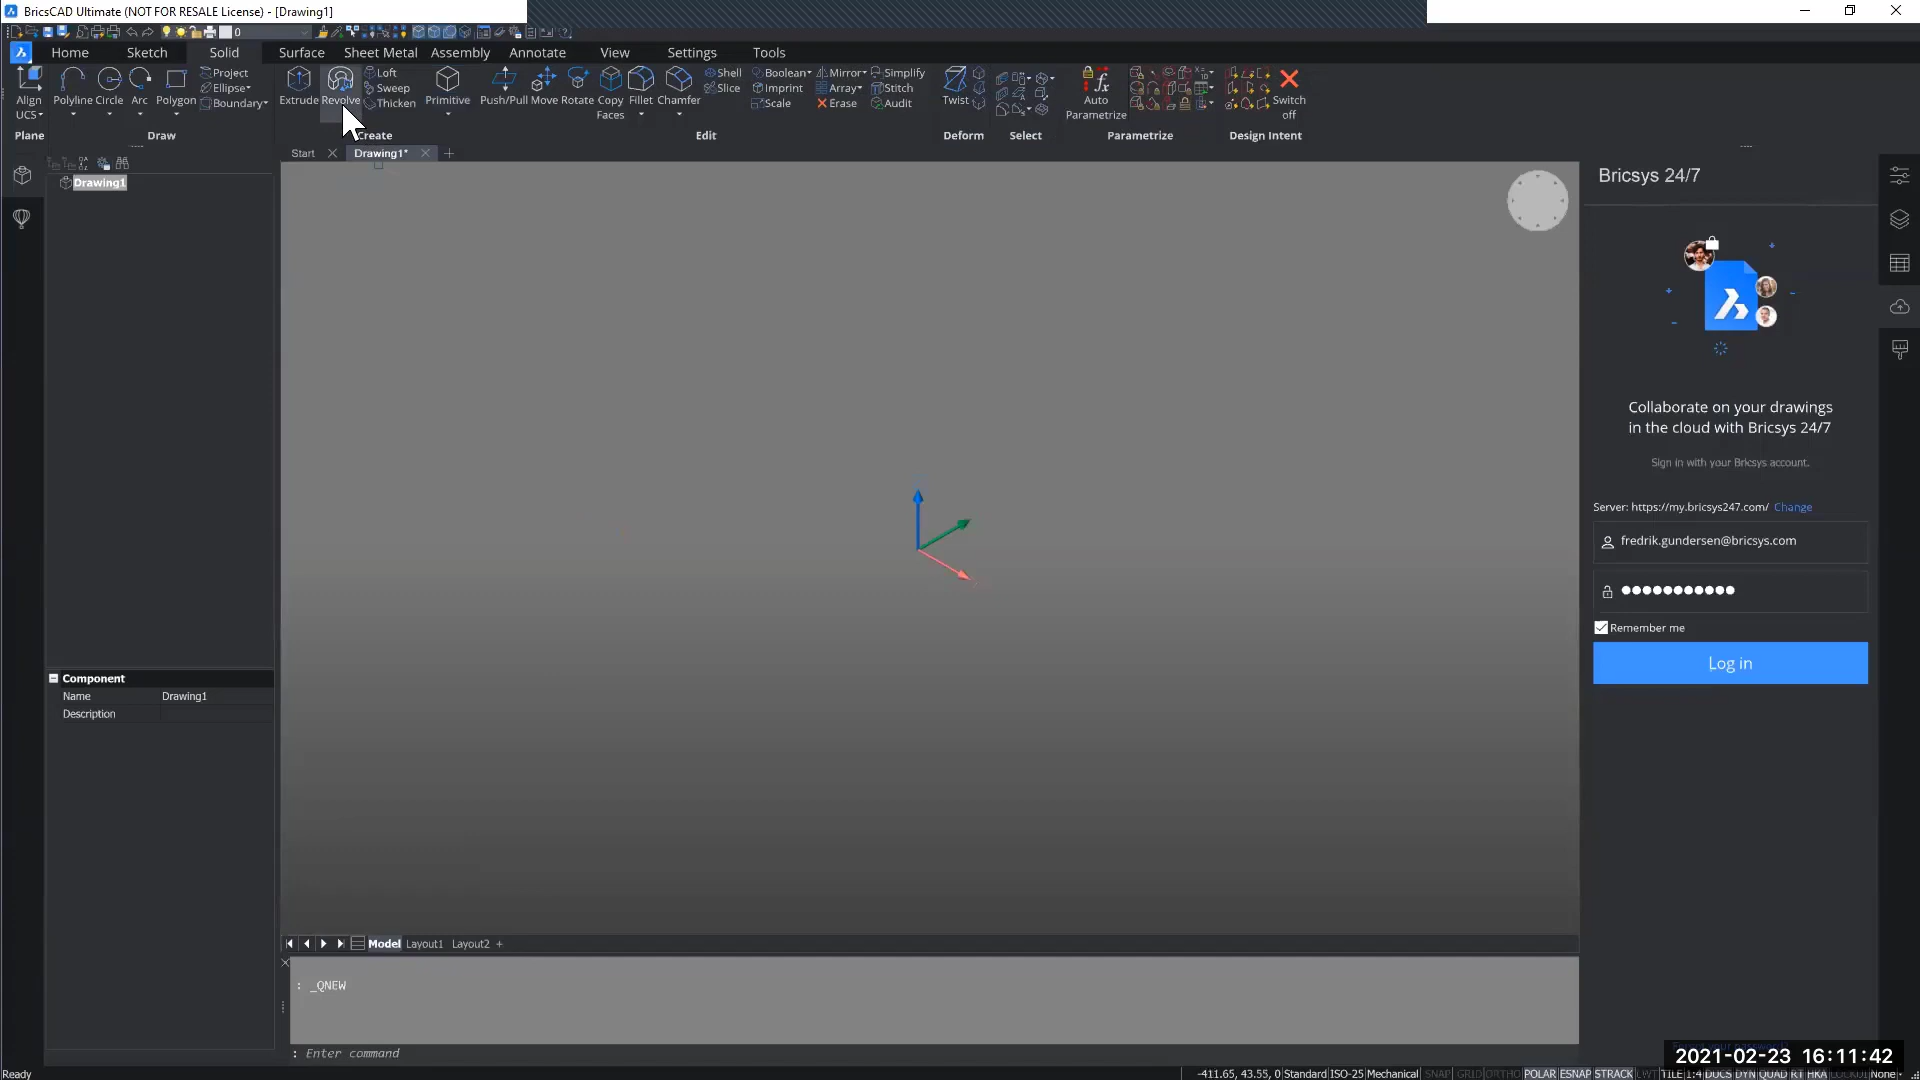 BricsCAD Ultimate (NOT FOR RESALE License) - [Drawing1]
0
Home Sketch Solid Surface Sheet Metal Assembly Annotate View Settings Tools
Align UCS
Polyline Circle Arc Polygon
Project
Ellipse
Boundary
Extrude Revolve
Loft
Sweep
Thicken
Primitive
Push/Pull Move Rotate Copy Faces Fillet Chamfer
Shell
Slice
Boolean
Imprint
Scale
Mirror
Array
Erase
Simplify
Stitch
Audit
Twist
Auto Parametrize
Switch off
Plane Draw Create Edit Deform Select Parametrize Design Intent
Start Drawing1*
Drawing1
Component
Name Drawing1
Description
Bricsys 24/7
Collaborate on your drawings
in the cloud with Bricsys 24/7
Sign in with your Bricsys account.
Server: https://my.bricsys247.com/ Change
fredrik.gundersen@bricsys.com
Remember me
Log in
Model Layout1 Layout2 +
: _QNEW
: Enter command
2021-02-23 16:11:42
Ready
-411.65, 43.55, 0 Standard ISO-25 Mechanical SNAP GRID ORTHO POLAR ESNAP STRACK LWT TILE 1:4 DUCS DYN QUAD RT HKA LOCKUI None